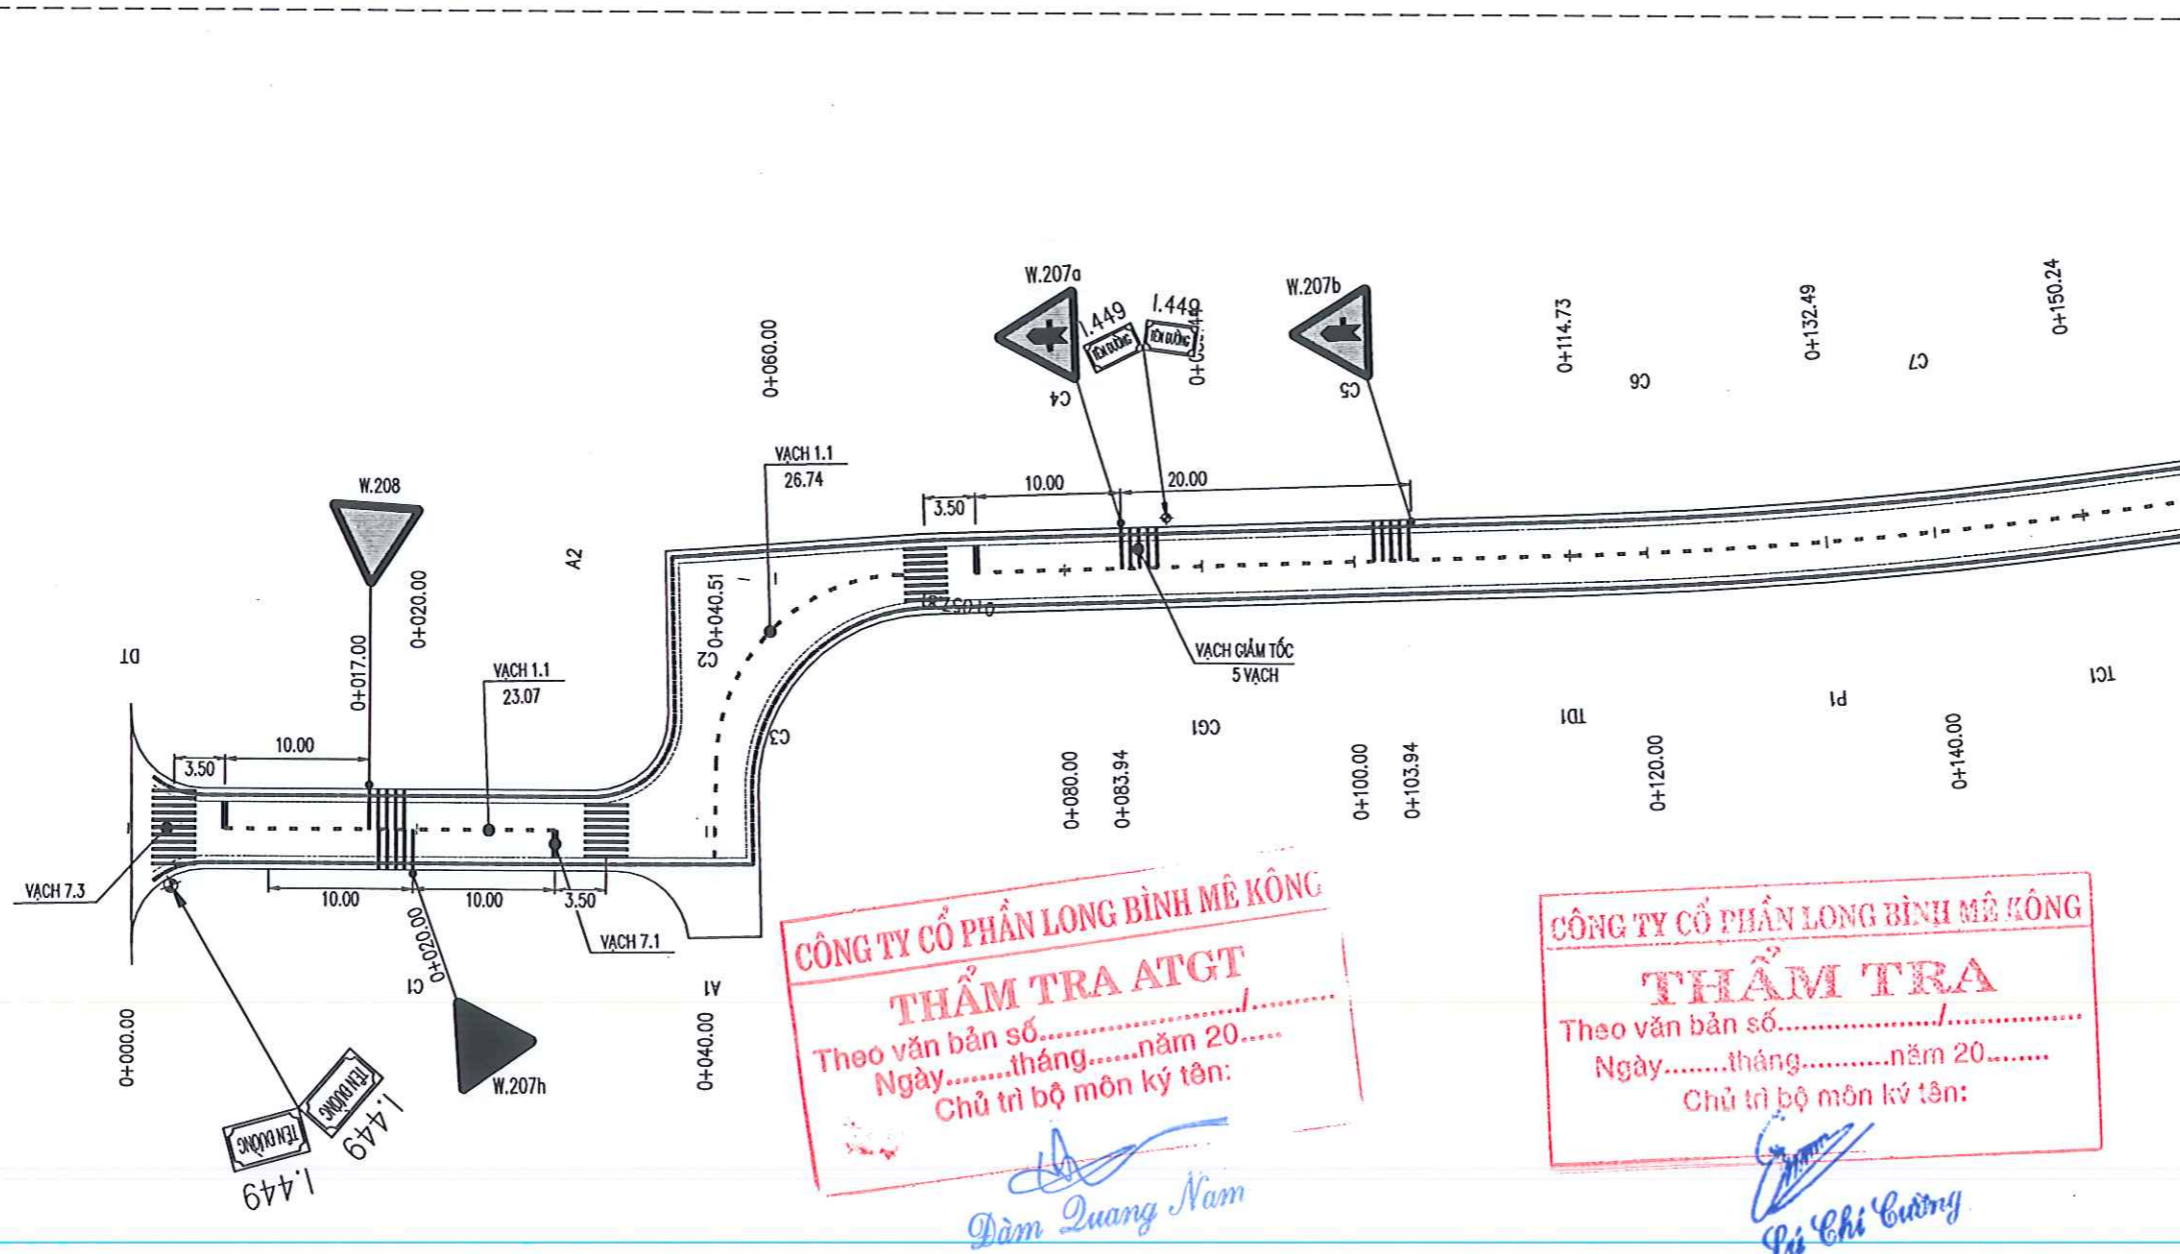 W.207a
I.449
I.449
TÊN ĐƯỜNG
TÊN ĐƯỜNG
W.207b
C4
C5
0+060.00
0+114.73
C6
0+132.49
C7
0+150.24
VẠCH 1.1
26.74
W.208
3.50
10.00
20.00
A2
0+020.00
0+017.00
0+040.51
C2
C3
VẠCH GIẢM TỐC
5 VẠCH
DT
VẠCH 1.1
23.07
CG1
TD1
P1
TC1
3.50
10.00
0+080.00
0+083.94
0+100.00
0+103.94
0+120.00
0+140.00
VẠCH 7.3
10.00
10.00
3.50
VẠCH 7.1
0+020.00
C1
A1
0+000.00
0+040.00
W.207h
TÊN ĐƯỜNG
TÊN ĐƯỜNG
I.449
I.449
CÔNG TY CỔ PHẦN LONG BÌNH MÊ KÔNG
THẨM TRA ATGT
Theo văn bản số......................../..........
Ngày........tháng......năm 20.....
Chủ trì bộ môn ký tên:
Đàm Quang Nam
CÔNG TY CỔ PHẦN LONG BÌNH MÊ KÔNG
THẨM TRA
Theo văn bản số..................../................
Ngày........tháng...........năm 20........
Chủ trì bộ môn ký tên:
Lý Chí Cường